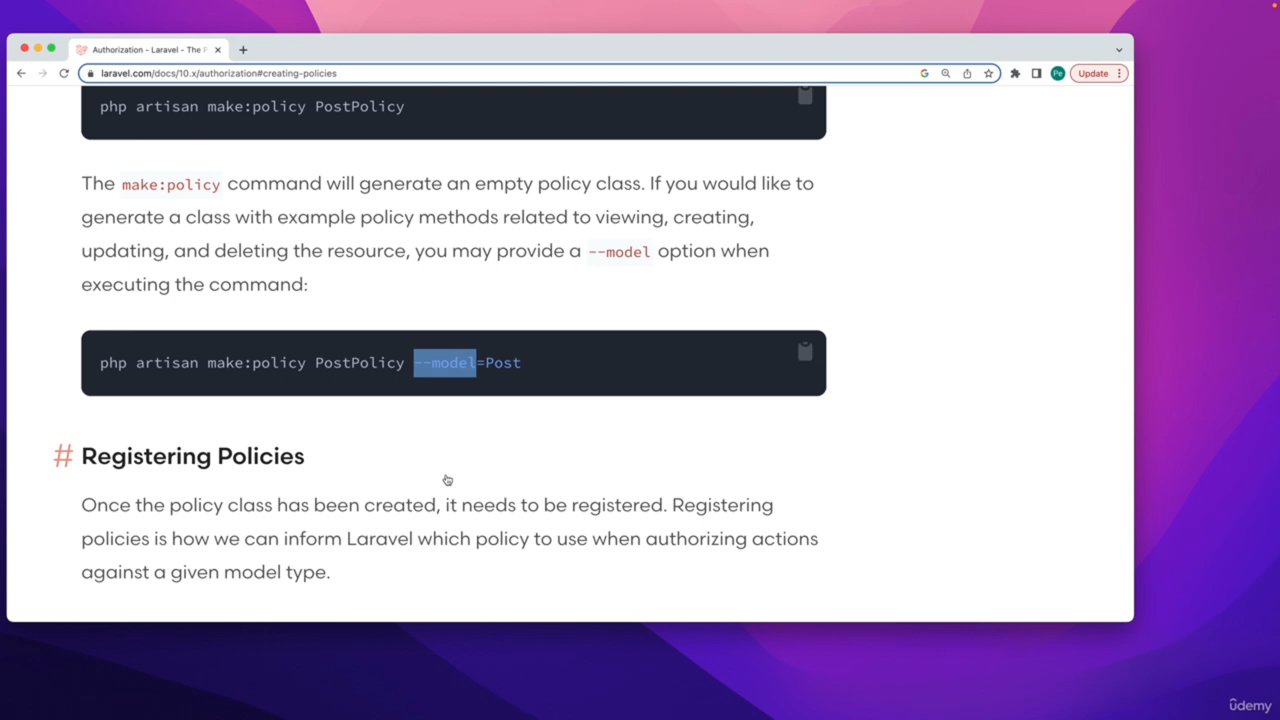 Authorization - Laravel - The P
laravel.com/docs/10.x/authorization#creating-policies
Pe
Update
php artisan make:policy PostPolicy
The make:policy command will generate an empty policy class. If you would like to
generate a class with example policy methods related to viewing, creating,
updating, and deleting the resource, you may provide a --model option when
executing the command:
php artisan make:policy PostPolicy --model=Post
# Registering Policies
Once the policy class has been created, it needs to be registered. Registering
policies is how we can inform Laravel which policy to use when authorizing actions
against a given model type.
ûdemy